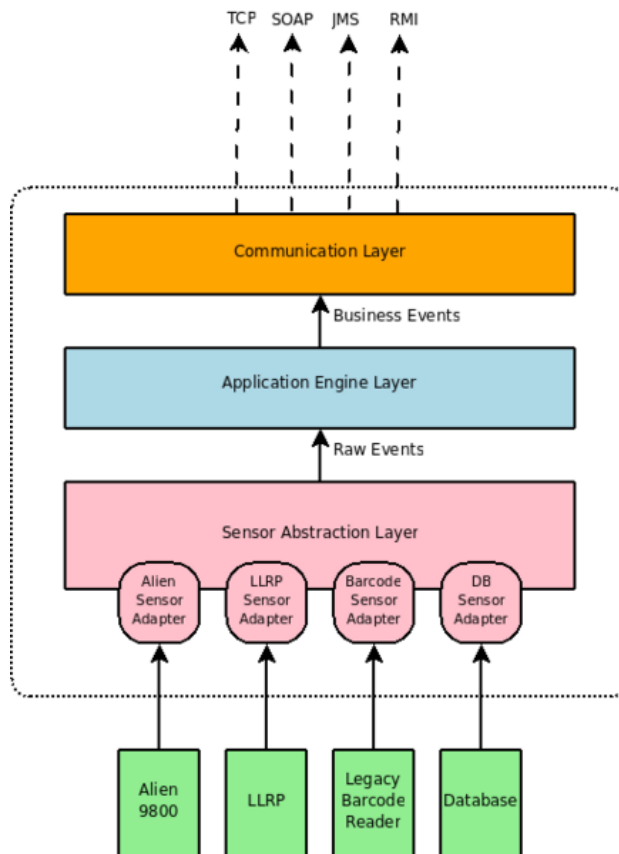 TCP SOAP JMS RMI
Communication Layer
Business Events
Application Engine Layer
Raw Events
Sensor Abstraction Layer
Alien
Sensor
Adapter
LLRP
Sensor
Adapter
Barcode
Sensor
Adapter
DB
Sensor
Adapter
Alien
9800
LLRP
Legacy
Barcode
Reader
Database